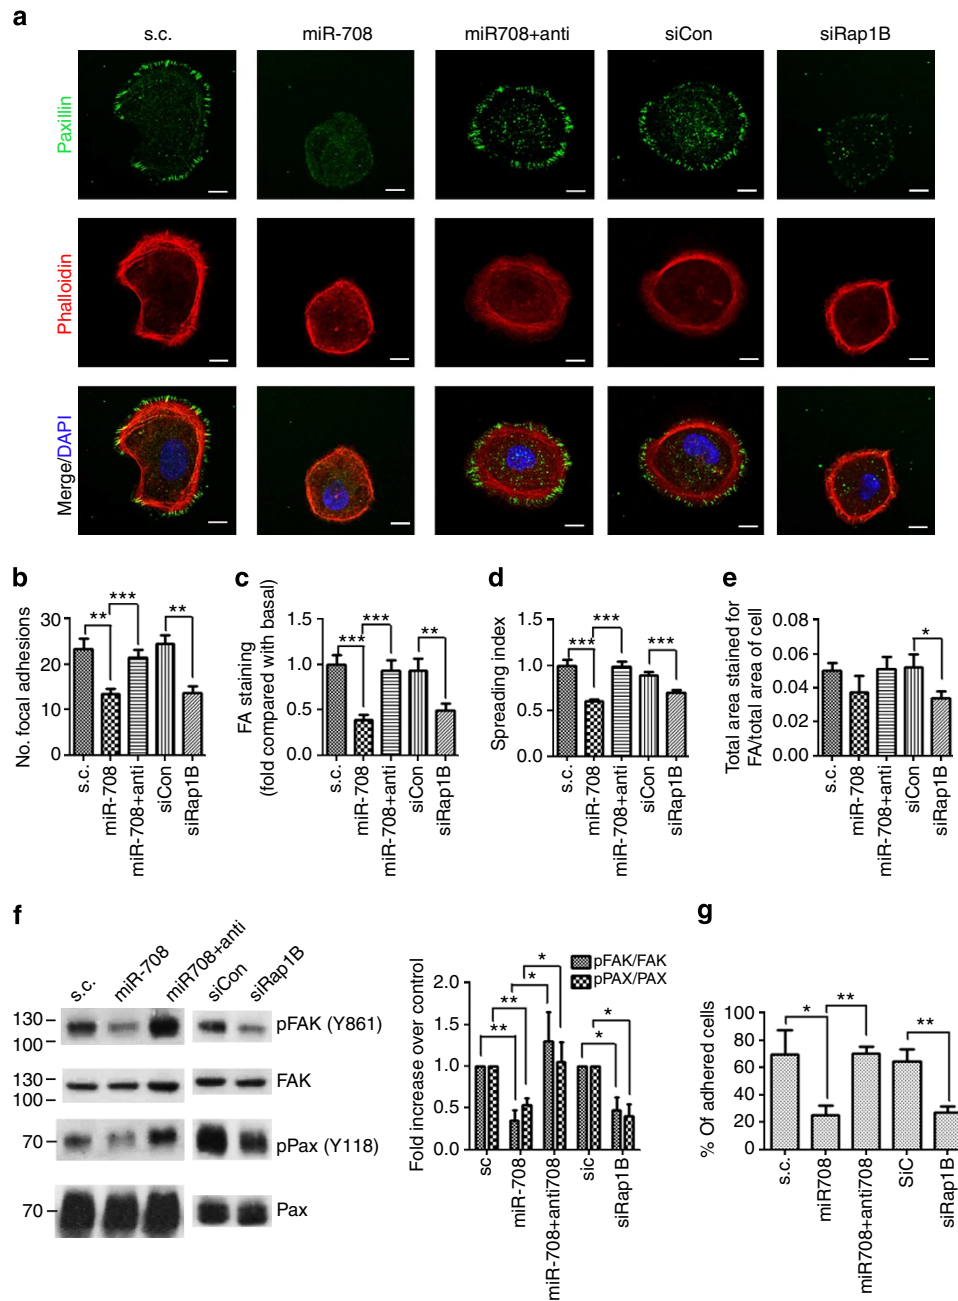 a
s.c. miR-708 miR708+anti siCon siRap1B
Paxillin
Phalloidin
Merge/DAPI
b
No. focal adhesions
30
20
10
0
** *** **
s.c. miR-708 miR-708+anti siCon siRap1B
c
FA staining
(fold compared with basal)
1.5
1.0
0.5
0.0
*** *** **
s.c. miR-708 miR-708+anti siCon siRap1B
d
Spreading index
1.5
1.0
0.5
0.0
*** *** ***
s.c. miR-708 miR-708+anti siCon siRap1B
e
Total area stained for
FA/total area of cell
0.08
0.06
0.04
0.02
0.00
*
s.c. miR-708 miR-708+anti siCon siRap1B
f
s.c. miR-708 miR708+anti siCon siRap1B
130
100
pFAK (Y861)
130
100
FAK
70
pPax (Y118)
70
Pax
Fold increase over control
2.0
1.5
1.0
0.5
0.0
pFAK/FAK
pPAX/PAX
** ** * * * *
sc miR-708 miR-708+anti708 sic siRap1B
g
% Of adhered cells
100
80
60
40
20
0
* ** **
s.c. miR708 miR708+anti708 SiC siRap1B